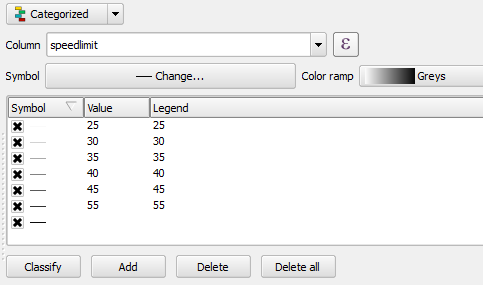 Categorized
Column speedlimit ε
Symbol Change... Color ramp Greys
Symbol Value Legend
25 25
30 30
35 35
40 40
45 45
55 55
Classify Add Delete Delete all